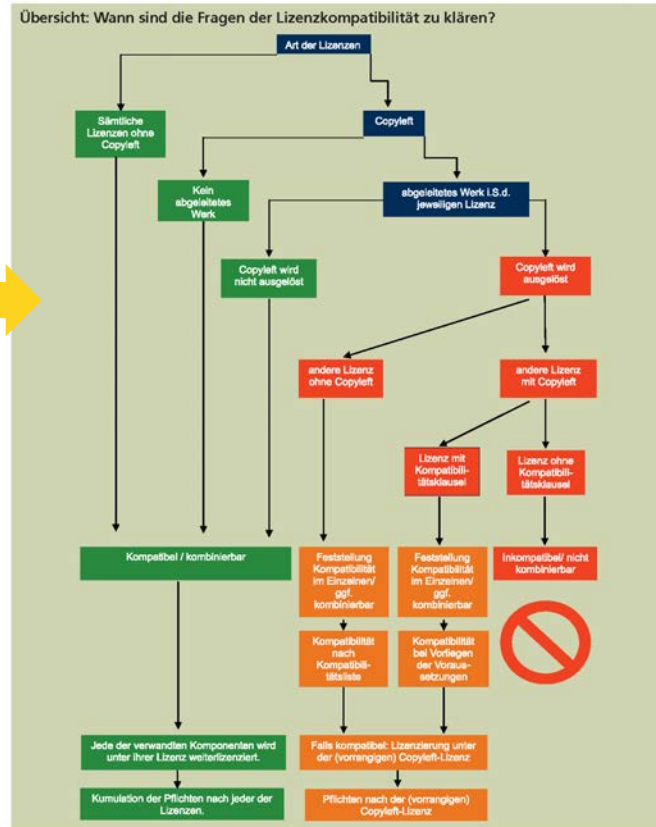 Übersicht: Wann sind die Fragen der Lizenzkompatibilität zu klären?
Art der Lizenzen
Sämtliche
Lizenzen ohne
Copyleft
Copyleft
Kein
abgeleitetes
Werk
abgeleitetes Werk i.S.d.
jeweiligen Lizenz
Copyleft wird
nicht ausgelöst
Copyleft wird
ausgelöst
andere Lizenz
ohne Copyleft
andere Lizenz
mit Copyleft
Lizenz mit
Kompatibili-
tätsklausel
Lizenz ohne
Kompatibili-
tätsklausel
Kompatibel / kombinierbar
Feststellung
Kompatibilität
im Einzelnen/
ggf.
kombinierbar
Feststellung
Kompatibilität
im Einzelnen/
ggf.
kombinierbar
Inkompatibel/ nicht
kombinierbar
Kompatibilität
nach
Kompatibili-
tätsliste
Kompatibilität
bei Vorliegen
der Voraus-
setzungen
Jede der verwandten Komponenten wird
unter ihrer Lizenz weiterlizenziert.
Falls kompatibel: Lizenzierung unter
der (vorrangigen) Copyleft-Lizenz
Kumulation der Pflichten nach jeder der
Lizenzen.
Pflichten nach der (vorrangigen)
Copyleft-Lizenz